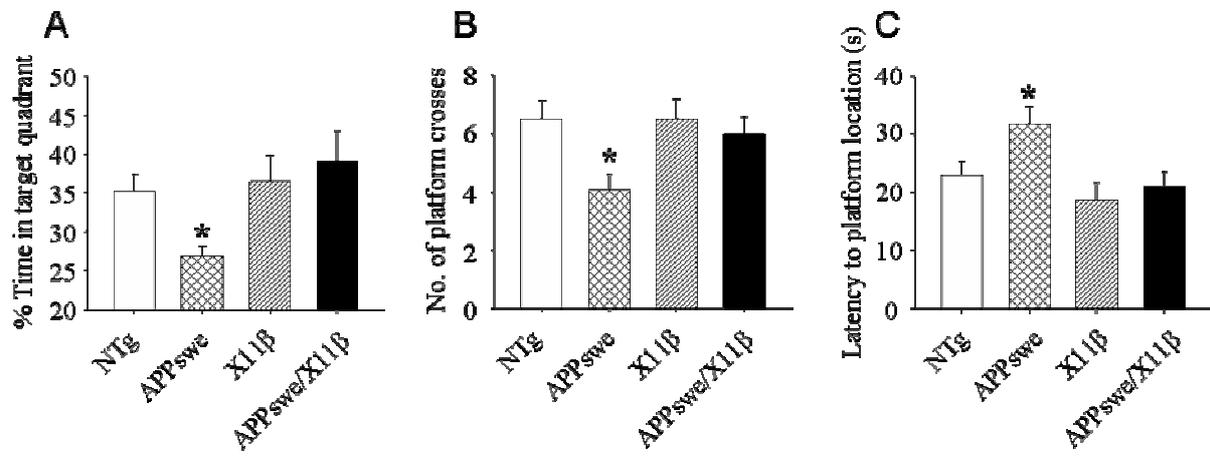 A
% Time in target quadrant
50
45
40
35
30
25
20
*
NTg
APPswe
X11β
APPswe/X11β
B
No. of platform crosses
8
6
4
2
0
*
NTg
APPswe
X11β
APPswe/X11β
C
Latency to platform location (s)
40
30
20
10
0
*
NTg
APPswe
X11β
APPswe/X11β